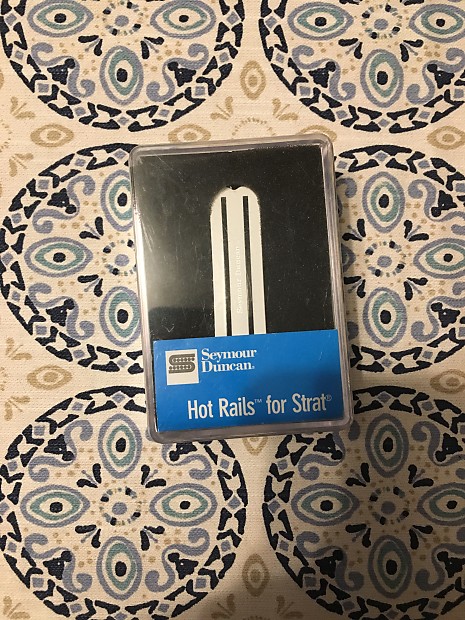 Seymour
Duncan®
Hot Rails™ for Strat®